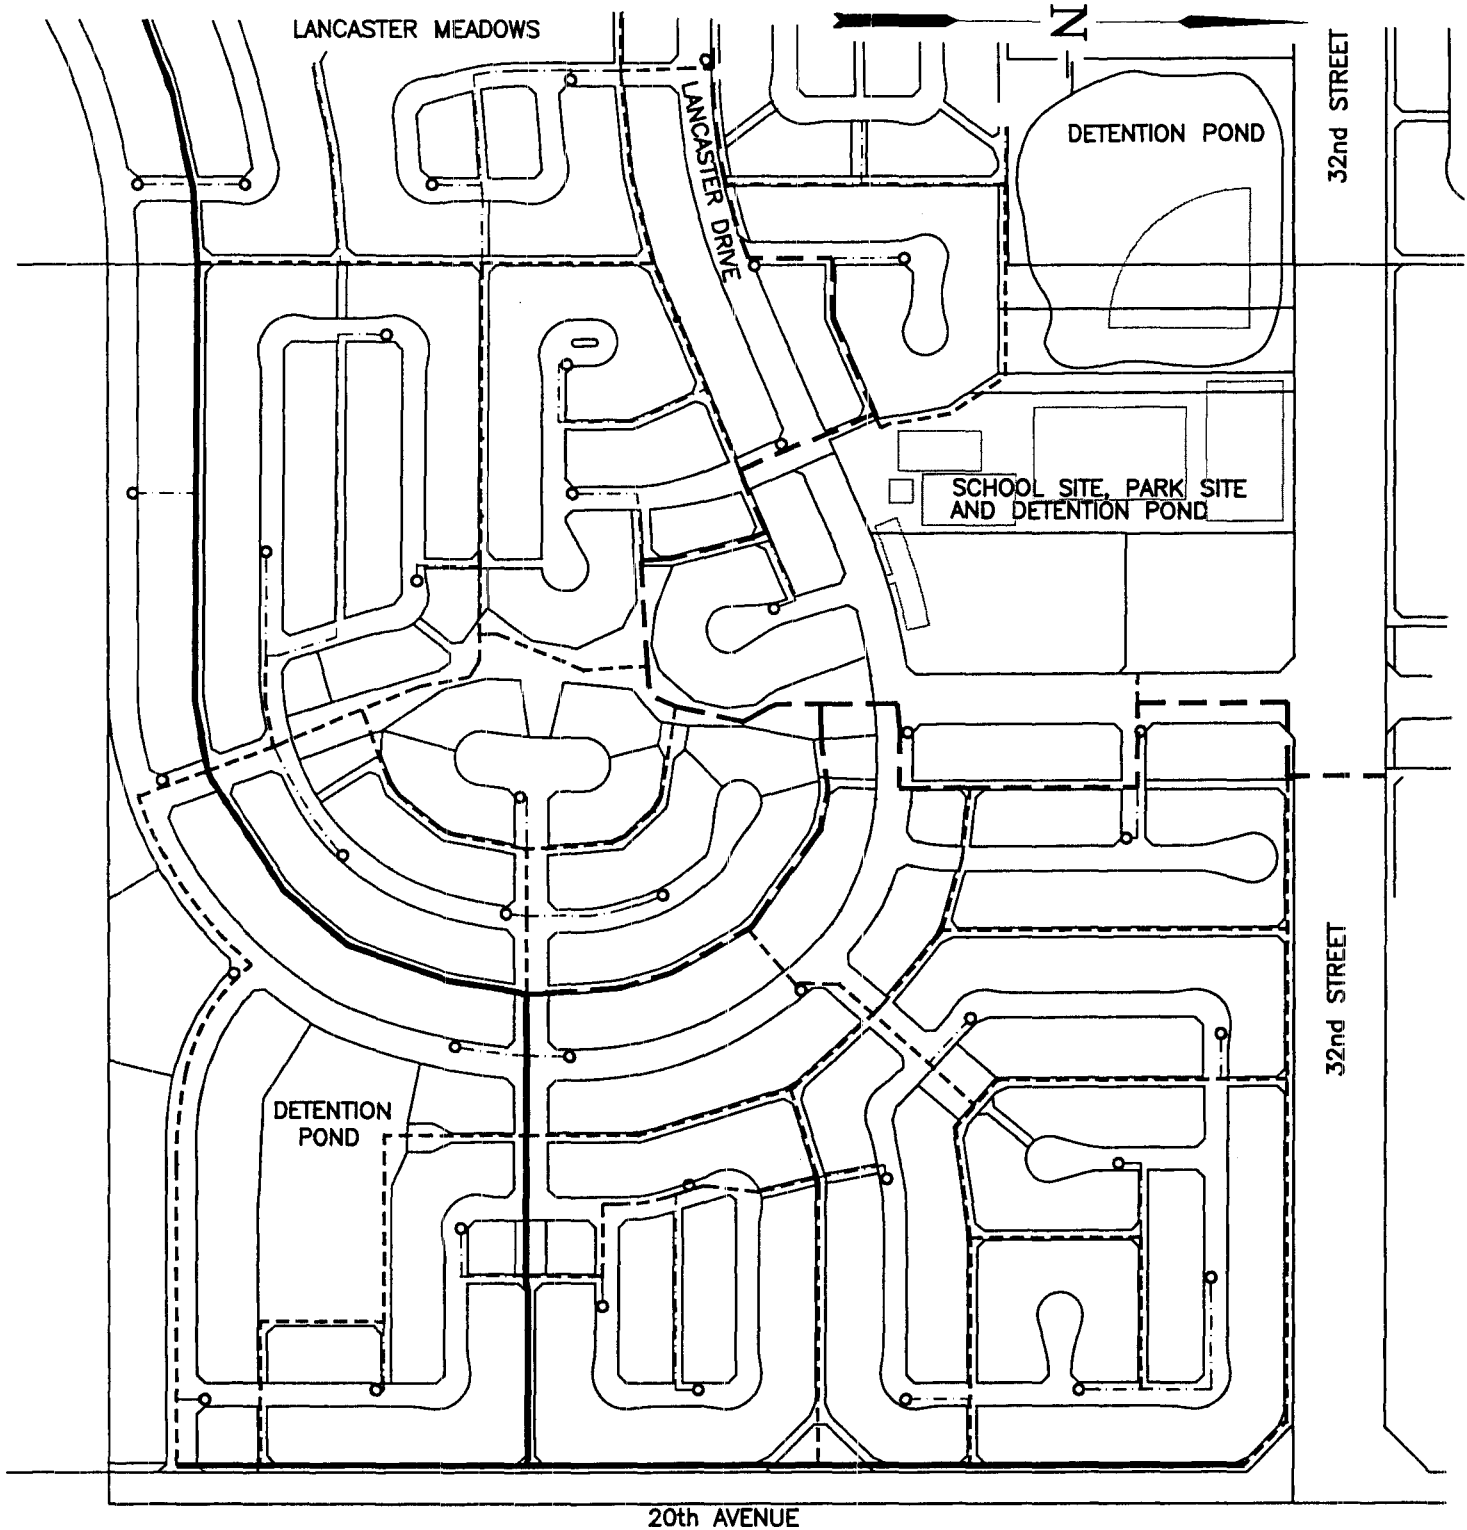 LANCASTER MEADOWS
N
32nd STREET
DETENTION POND
LANCASTER DRIVE
SCHOOL SITE, PARK SITE
AND DETENTION POND
32nd STREET
DETENTION
POND
20th AVENUE